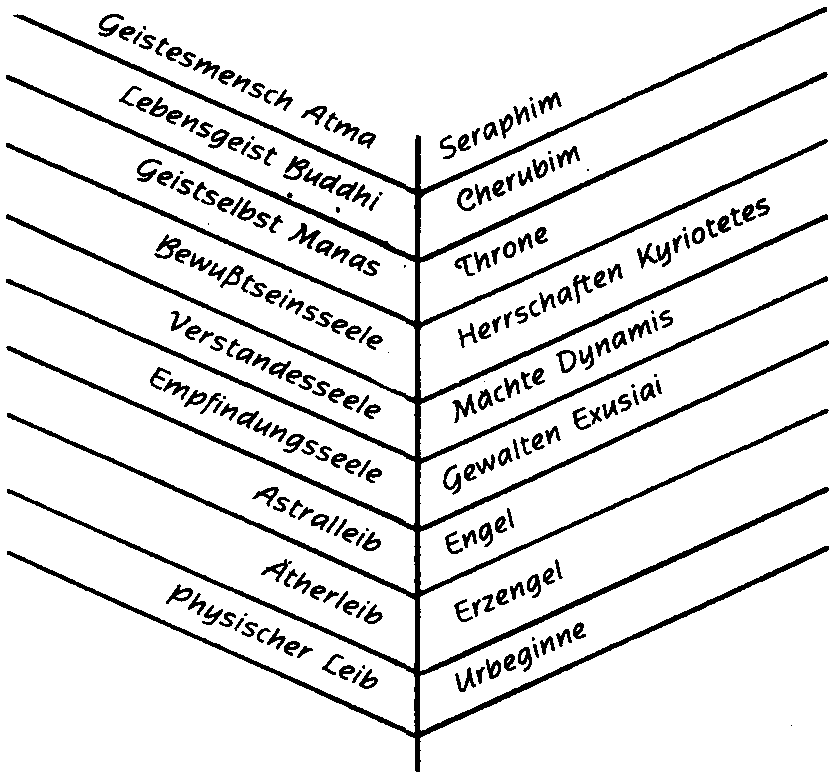 Geistesmensch Atma
Lebensgeist Buddhi
Geistselbst Manas
Bewußtseinsseele
Verstandesseele
Empfindungsseele
Astralleib
Ätherleib
physischer Leib
Seraphim
Cherubim
Throne
Herrschaften Kyriotetes
Mächte Dynamis
Gewalten Exusiai
Engel
Erzengel
Urbeginne